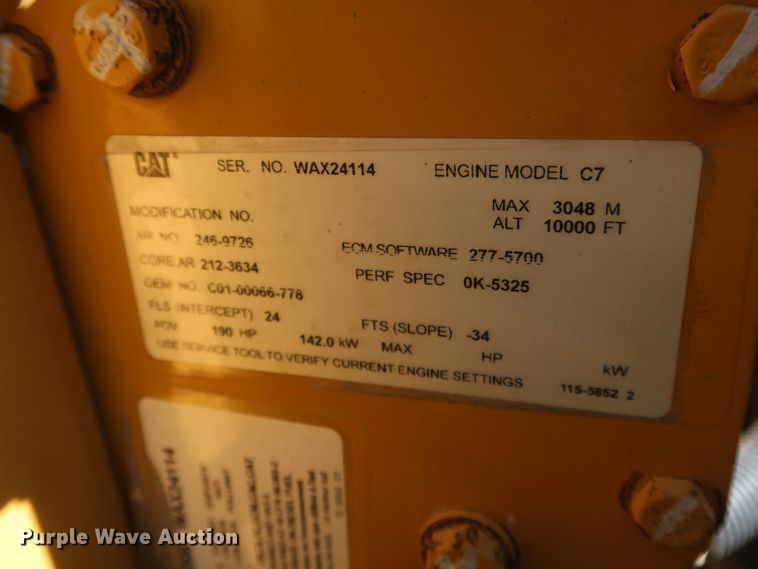 CAT SER. NO. WAX24114 ENGINE MODEL C7
MODIFICATION NO. MAX 3048 M
ALT 10000 FT
AR NO 246-9726 ECM SOFTWARE 277-5700
CORE AR 212-3634 PERF SPEC 0K-5325
OEM NO. C01-00066-778
FLS (INTERCEPT) 24 FTS (SLOPE) -34
ADV 190 HP 142.0 kW MAX HP kW
USE SERVICE TOOL TO VERIFY CURRENT ENGINE SETTINGS 115-5852 2
WAX24114
Purple Wave Auction